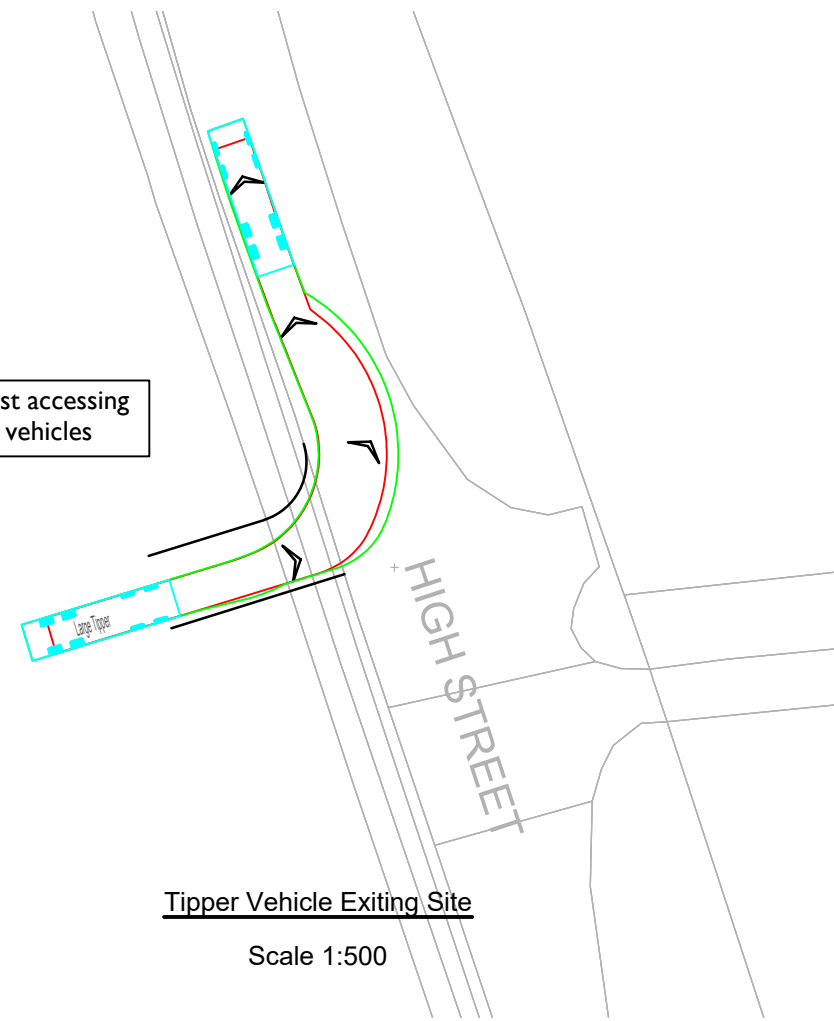 st accessing
vehicles
Large Tipper
HIGH STREET
Tipper Vehicle Exiting Site
Scale 1:500